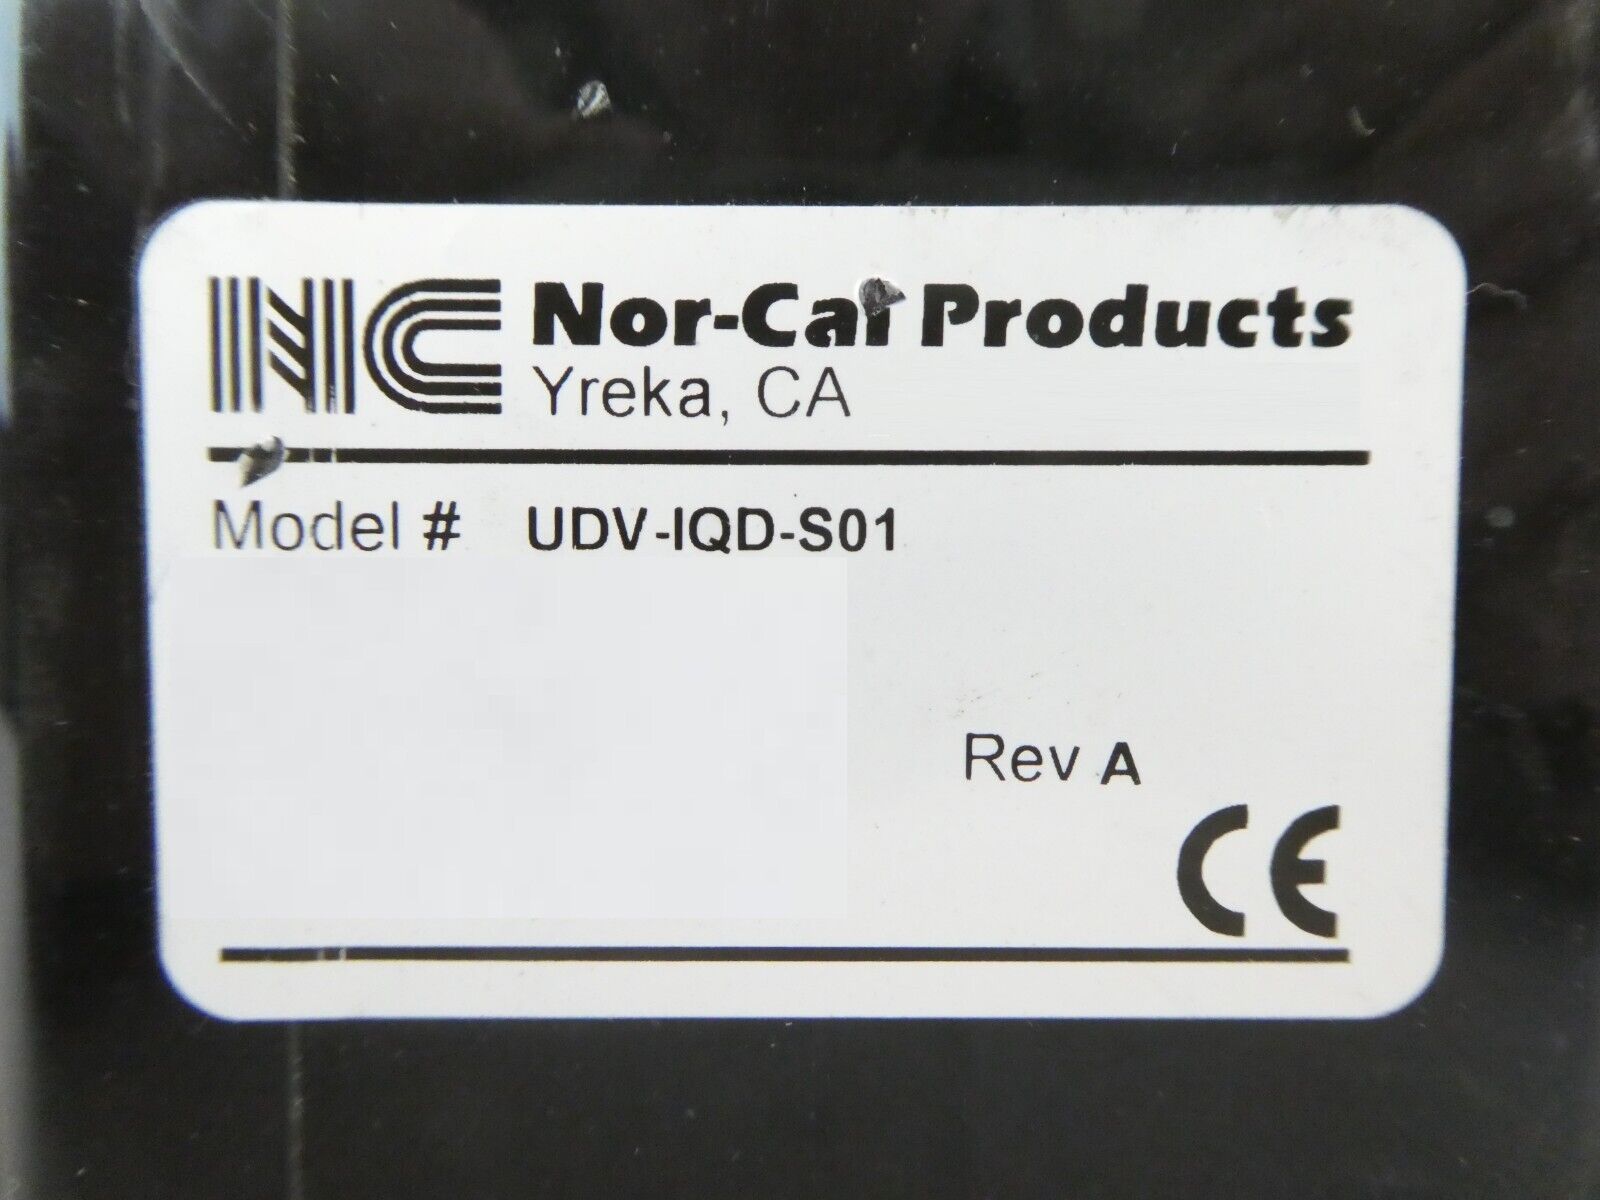 NC Nor-Cal Products
Yreka, CA
Model # UDV-IQD-S01
Rev A
CE